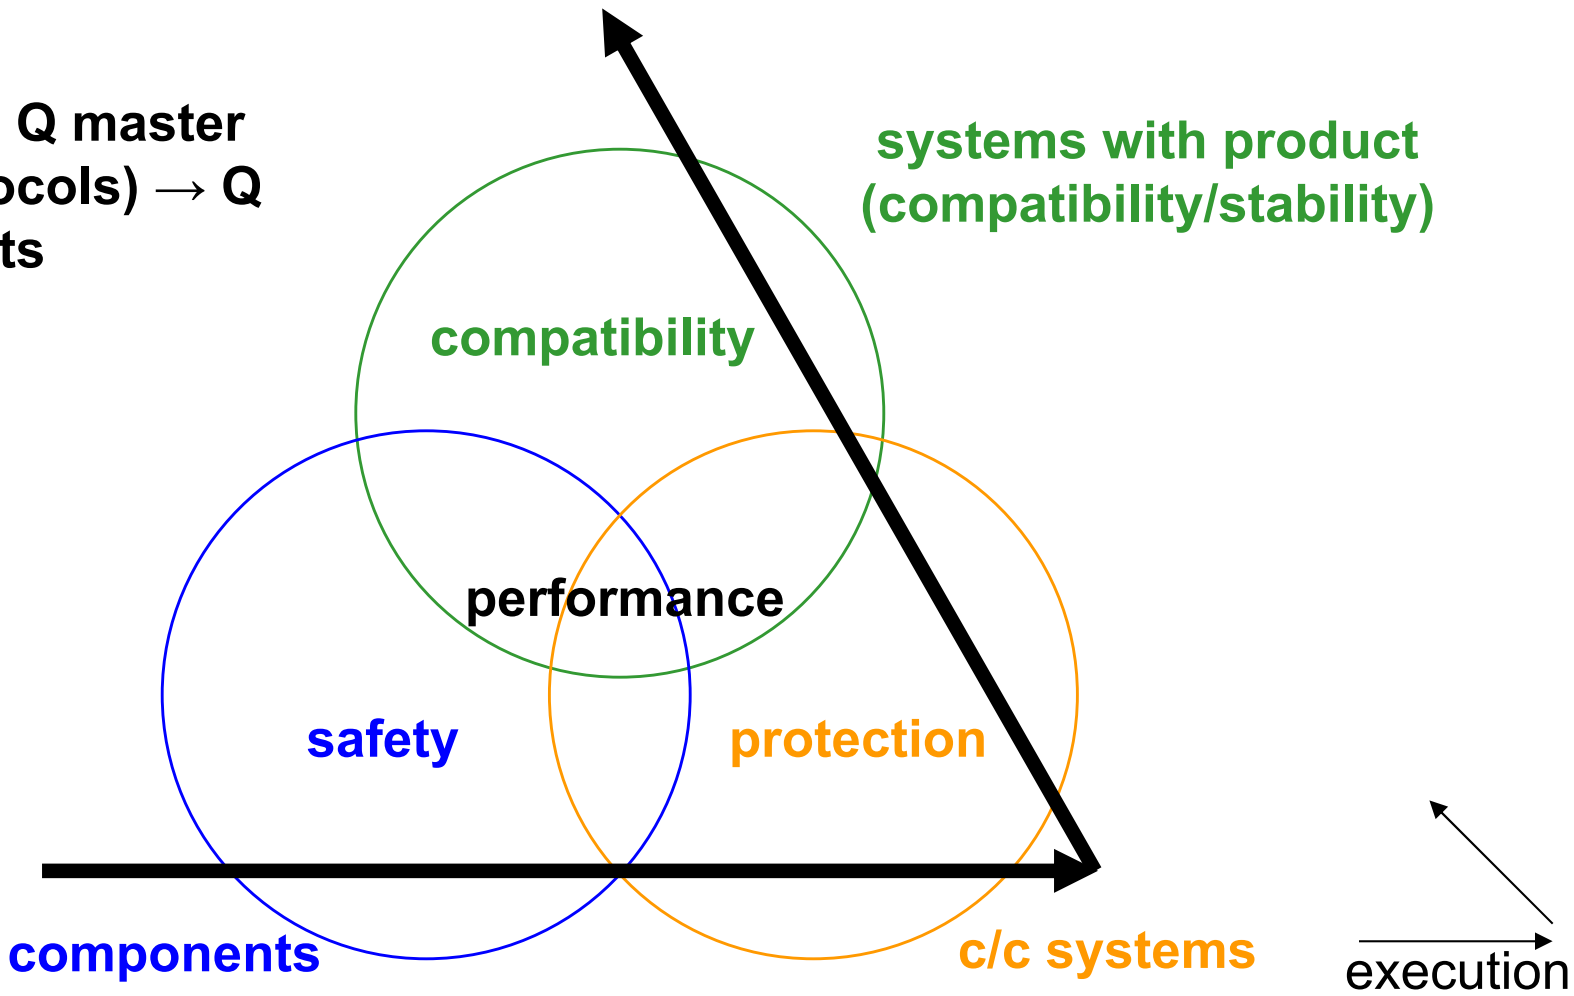 Q master
ocols) → Q
ts
systems with product
(compatibility/stability)
compatibility
performance
safety
protection
components
c/c systems
execution